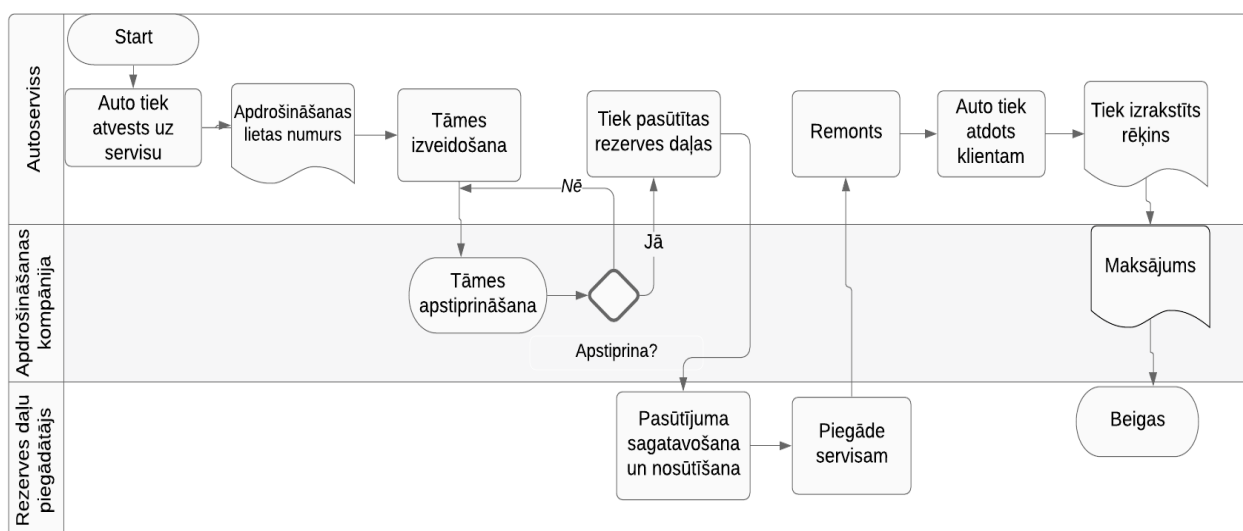 Autoserviss
Start
Auto tiek
atvests uz
servisu
Apdrošināšanas
lietas numurs
Tāmes
izveidošana
Tiek pasūtītas
rezerves daļas
Remonts
Auto tiek
atdots
klientam
Tiek izrakstīts
rēķins
Nē
Jā
Apdrošināšanas
kompānija
Tāmes
apstiprināšana
Apstiprina?
Maksājums
Rezerves daļu
piegādātājs
Pasūtījuma
sagatavošana
un nosūtīšana
Piegāde
servisam
Beigas